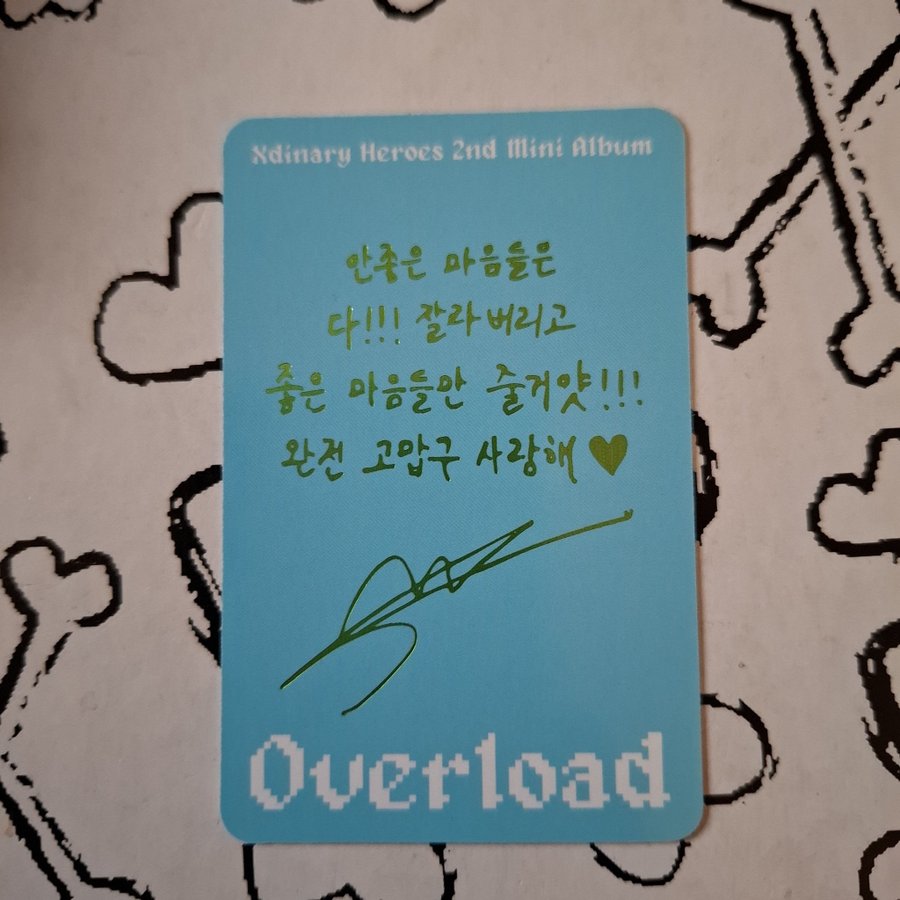 Xdinary Heroes 2nd Mini Album
안좋은 마음들은
다!!! 잘라버리고
좋은 마음들만 줄거얏!!!
완전 고맙구 사랑해 ♥
Overload